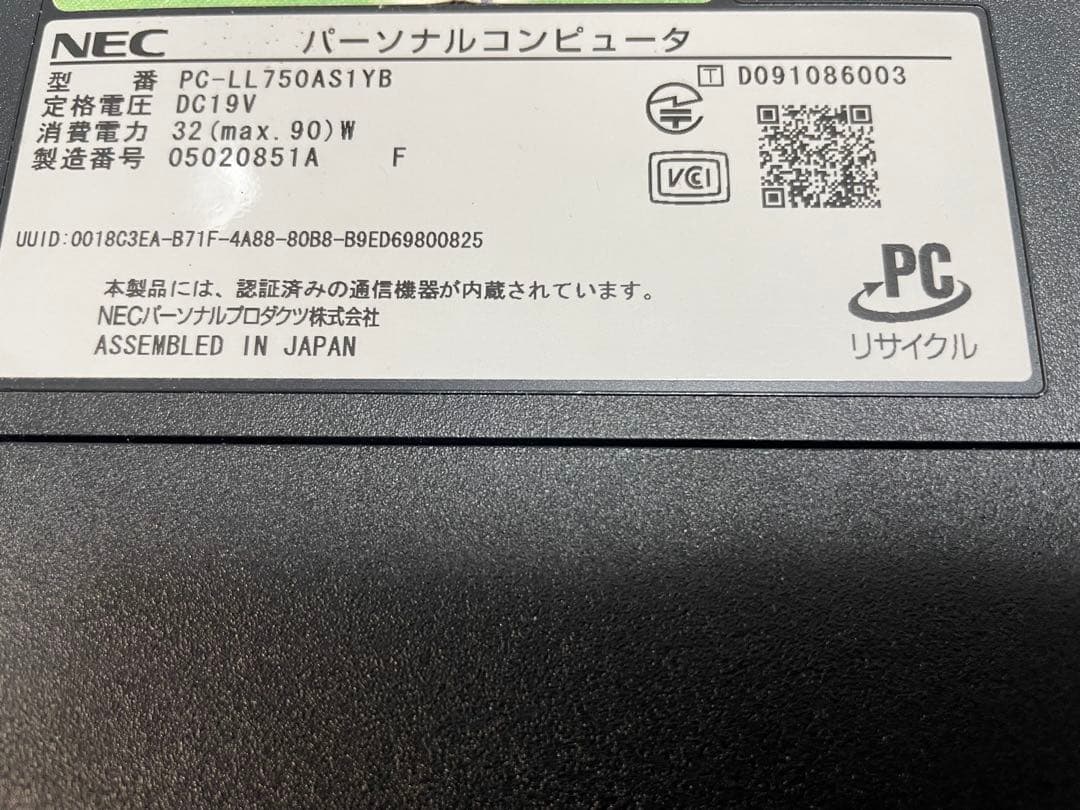 NEC パーソナルコンピュータ
型 番 PC-LL750AS1YB
T D091086003
定格電圧 DC19V
消費電力 32(max.90)W
製造番号 05020851A F
VCCI
UUID:0018C3EA-B71F-4A88-80B8-B9ED69800825
本製品には、認証済みの通信機器が内蔵されています。
NECパーソナルプロダクツ株式会社
ASSEMBLED IN JAPAN
PC
リサイクル